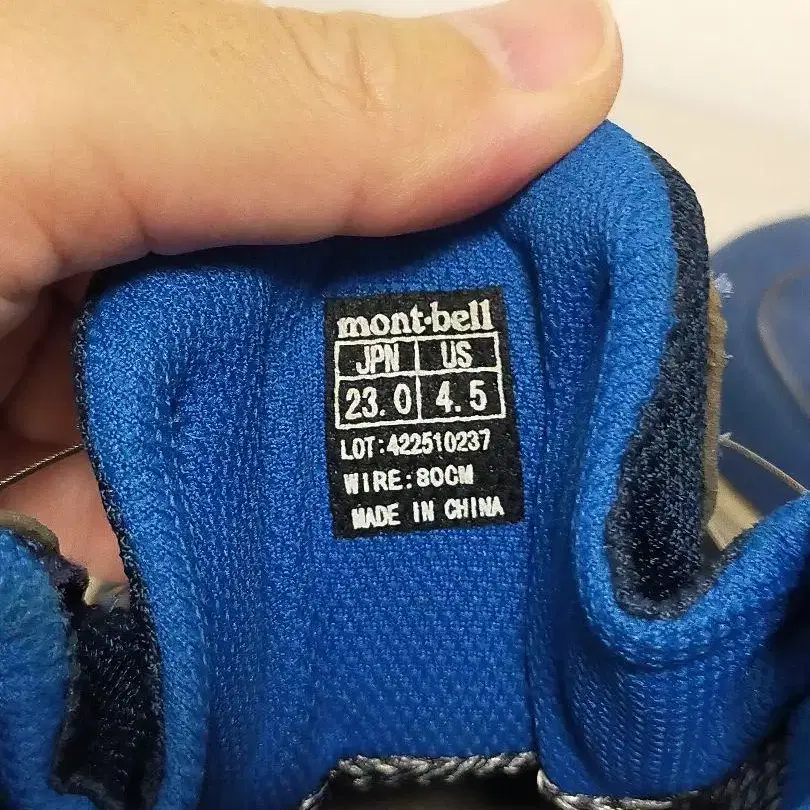 mont·bell
JPN US
23.0 4.5
LOT:422510237
WIRE:80CM
MADE IN CHINA